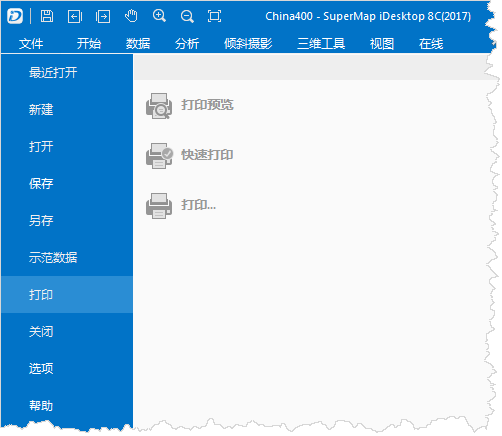 China400 - SuperMap iDesktop 8C(2017)
文件 开始 数据 分析 倾斜摄影 三维工具 视图 在线
最近打开
新建
打开
保存
另存
示范数据
打印
关闭
选项
帮助
打印预览
快速打印
打印...